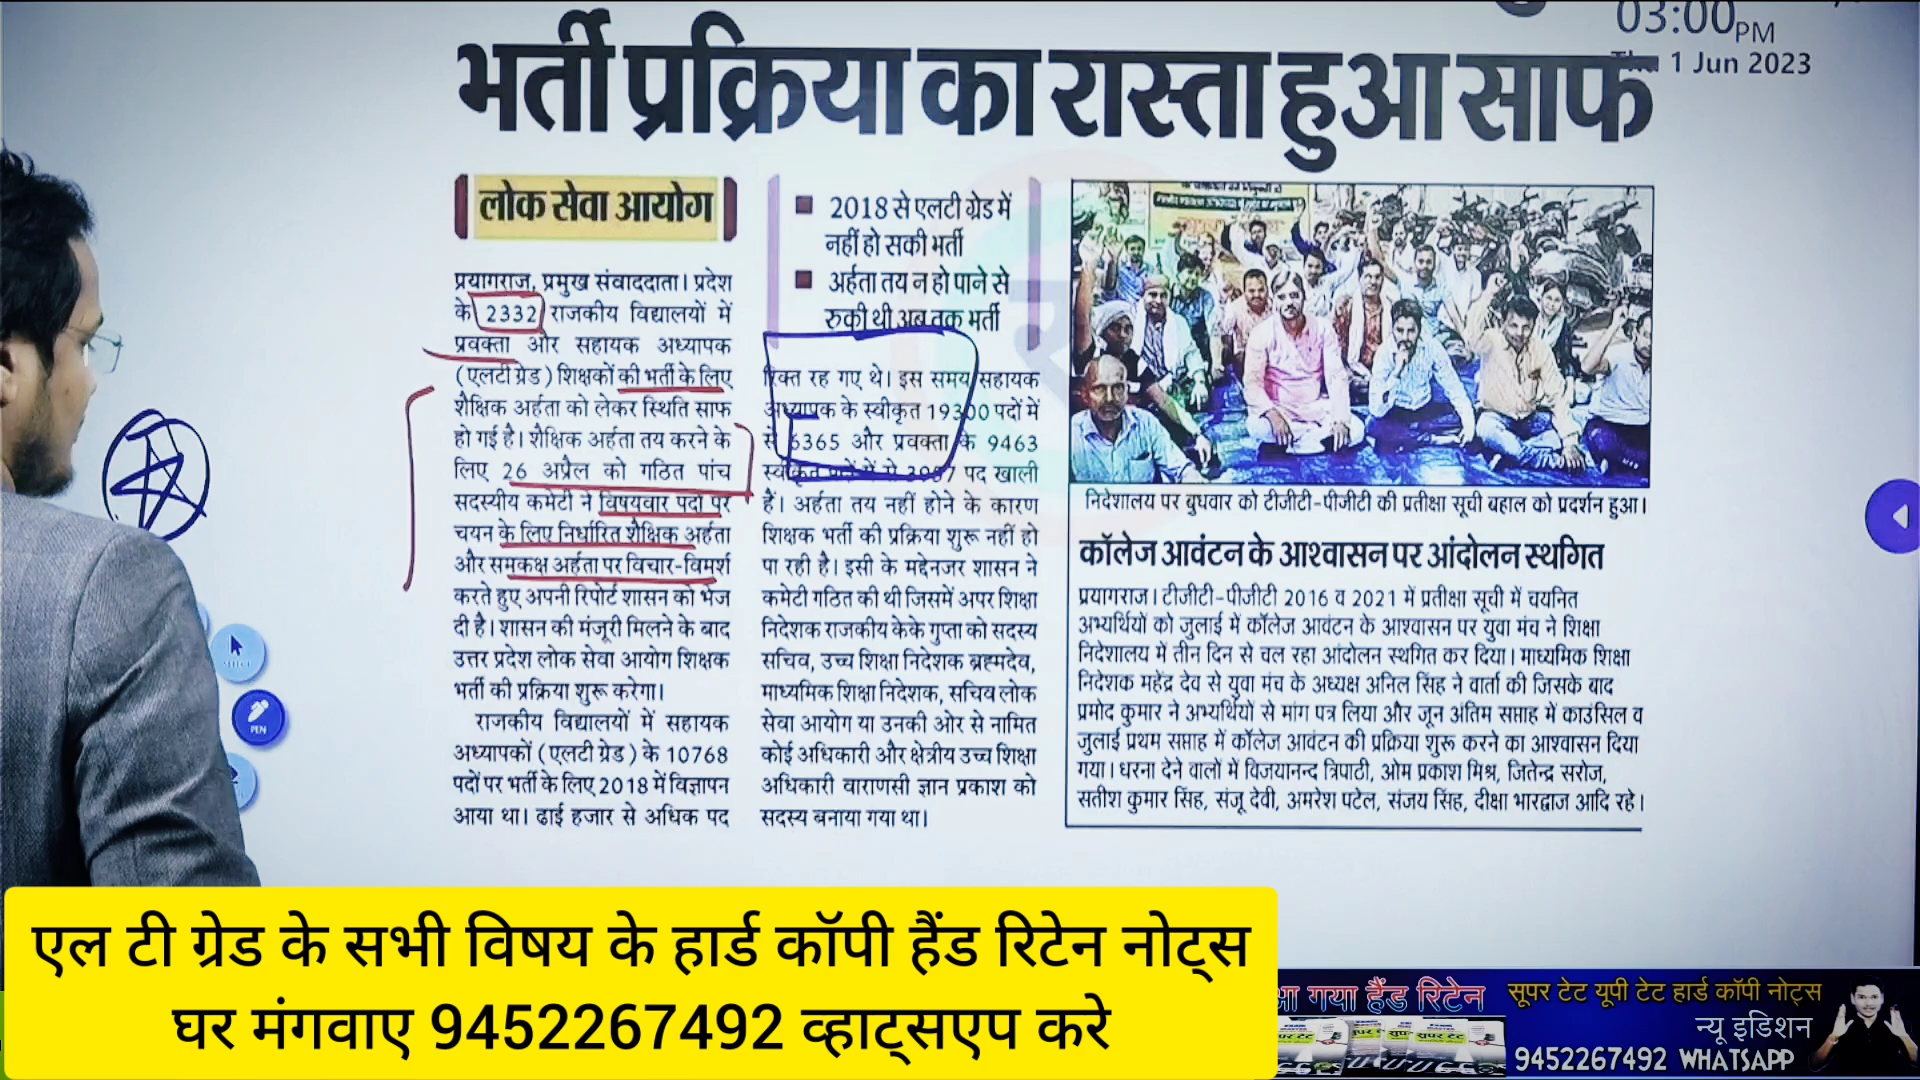 03:00PM
Thu 1 Jun 2023
भर्ती प्रक्रिया का रास्ता हुआ साफ
लोक सेवा आयोग
प्रयागराज, प्रमुख संवाददाता। प्रदेश
के 2332 राजकीय विद्यालयों में
प्रवक्ता और सहायक अध्यापक
(एलटी ग्रेड) शिक्षकों की भर्ती के लिए
शैक्षिक अर्हता को लेकर स्थिति साफ
हो गई है। शैक्षिक अर्हता तय करने के
लिए 26 अप्रैल को गठित पांच
सदस्यीय कमेटी ने विषयवार पदों पर
चयन के लिए निर्धारित शैक्षिक अर्हता
और समकक्ष अर्हता पर विचार-विमर्श
करते हुए अपनी रिपोर्ट शासन को भेज
दी है। शासन की मंजूरी मिलने के बाद
उत्तर प्रदेश लोक सेवा आयोग शिक्षक
भर्ती की प्रक्रिया शुरू करेगा।
राजकीय विद्यालयों में सहायक
अध्यापकों (एलटी ग्रेड) के 10768
पदों पर भर्ती के लिए 2018 में विज्ञापन
आया था। ढाई हजार से अधिक पद
2018 से एलटी ग्रेड में
नहीं हो सकी भर्ती
अर्हता तय न हो पाने से
रुकी थी अब तक भर्ती
रिक्त रह गए थे। इस समय सहायक
अध्यापक के स्वीकृत 19300 पदों में
से 6365 और प्रवक्ता के 9463
स्वीकृत पदों में से पद खाली
हैं। अर्हता तय नहीं होने के कारण
शिक्षक भर्ती की प्रक्रिया शुरू नहीं हो
पा रही है। इसी के मद्देनजर शासन ने
कमेटी गठित की थी जिसमें अपर शिक्षा
निदेशक राजकीय केके गुप्ता को सदस्य
सचिव, उच्च शिक्षा निदेशक ब्रह्मदेव,
माध्यमिक शिक्षा निदेशक, सचिव लोक
सेवा आयोग या उनकी ओर से नामित
कोई अधिकारी और क्षेत्रीय उच्च शिक्षा
अधिकारी वाराणसी ज्ञान प्रकाश को
सदस्य बनाया गया था।
निदेशालय पर बुधवार को टीजीटी-पीजीटी की प्रतीक्षा सूची बहाल को प्रदर्शन हुआ।
कॉलेज आवंटन के आश्वासन पर आंदोलन स्थगित
प्रयागराज। टीजीटी-पीजीटी 2016 व 2021 में प्रतीक्षा सूची में चयनित
अभ्यर्थियों को जुलाई में कॉलेज आवंटन के आश्वासन पर युवा मंच ने शिक्षा
निदेशालय में तीन दिन से चल रहा आंदोलन स्थगित कर दिया। माध्यमिक शिक्षा
निदेशक महेंद्र देव से युवा मंच के अध्यक्ष अनिल सिंह ने वार्ता की जिसके बाद
प्रमोद कुमार ने अभ्यर्थियों से मांग पत्र लिया और जून अंतिम सप्ताह में काउंसिल व
जुलाई प्रथम सप्ताह में कॉलेज आवंटन की प्रक्रिया शुरू करने का आश्वासन दिया
गया। धरना देने वालों में विजयानन्द त्रिपाठी, ओम प्रकाश मिश्र, जितेन्द्र सरोज,
सतीश कुमार सिंह, संजू देवी, अमरेश पटेल, संजय सिंह, दीक्षा भारद्वाज आदि रहे।
SELECT
PEN
एल टी ग्रेड के सभी विषय के हार्ड कॉपी हैंड रिटेन नोट्स
घर मंगवाए 9452267492 व्हाट्सएप करे
आ गया हैंड रिटेन
सूपर टेट यूपी टेट हार्ड कॉपी नोट्स
न्यू इडिशन
9452267492 WHATSAPP